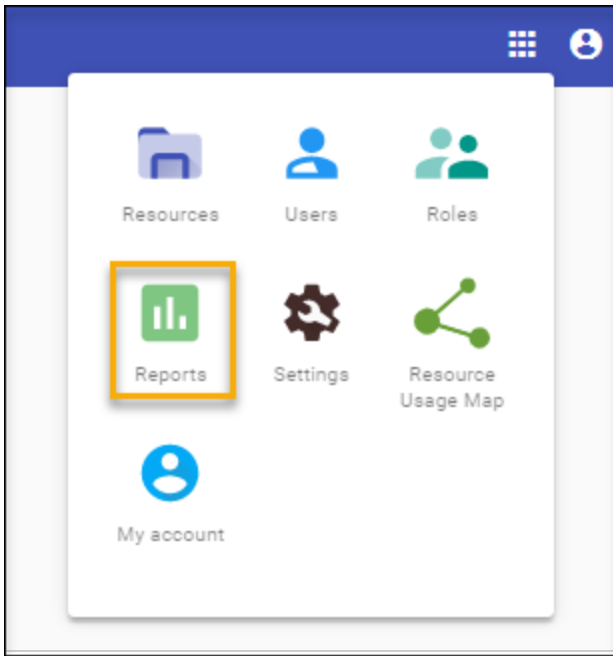 Resources
Users
Roles
Reports
Settings
Resource
Usage Map
My account